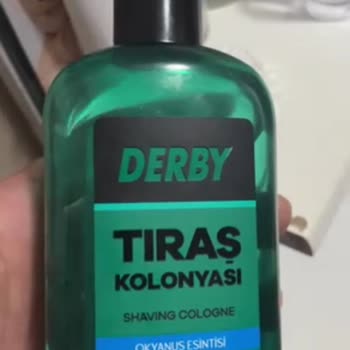 DERBY
TIRAŞ
KOLONYASI
SHAVING COLOGNE
OKYANUS ESİNTİSİ